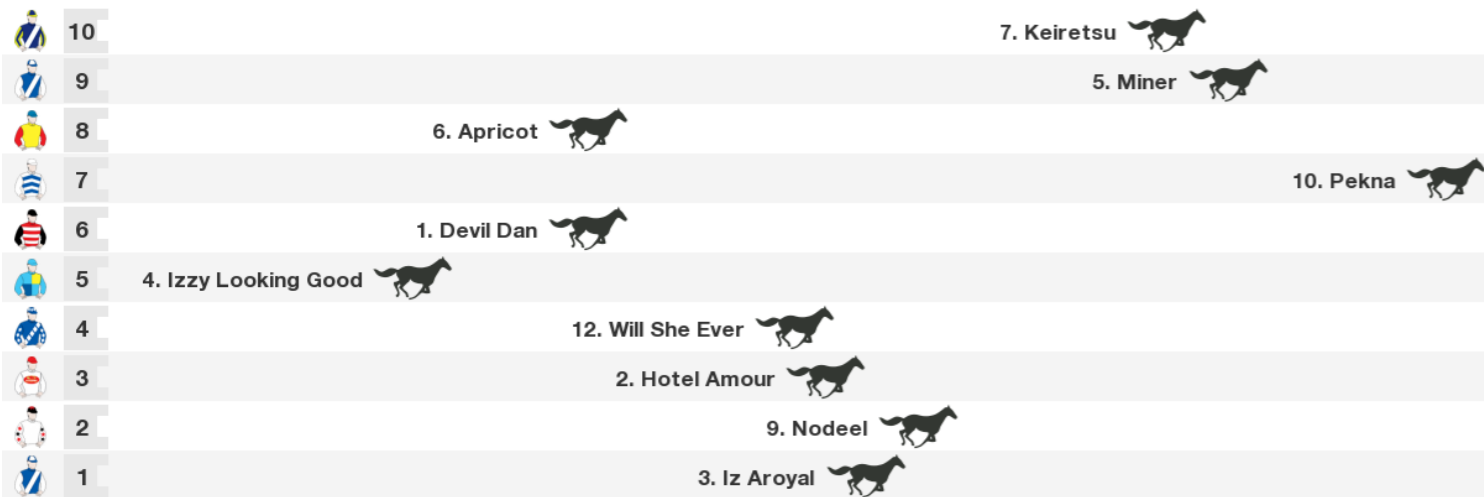 10 7. Keiretsu
9 5. Miner
8 6. Apricot
7 10. Pekna
6 1. Devil Dan
5 4. Izzy Looking Good
4 12. Will She Ever
3 2. Hotel Amour
2 9. Nodeel
1 3. Iz Aroyal